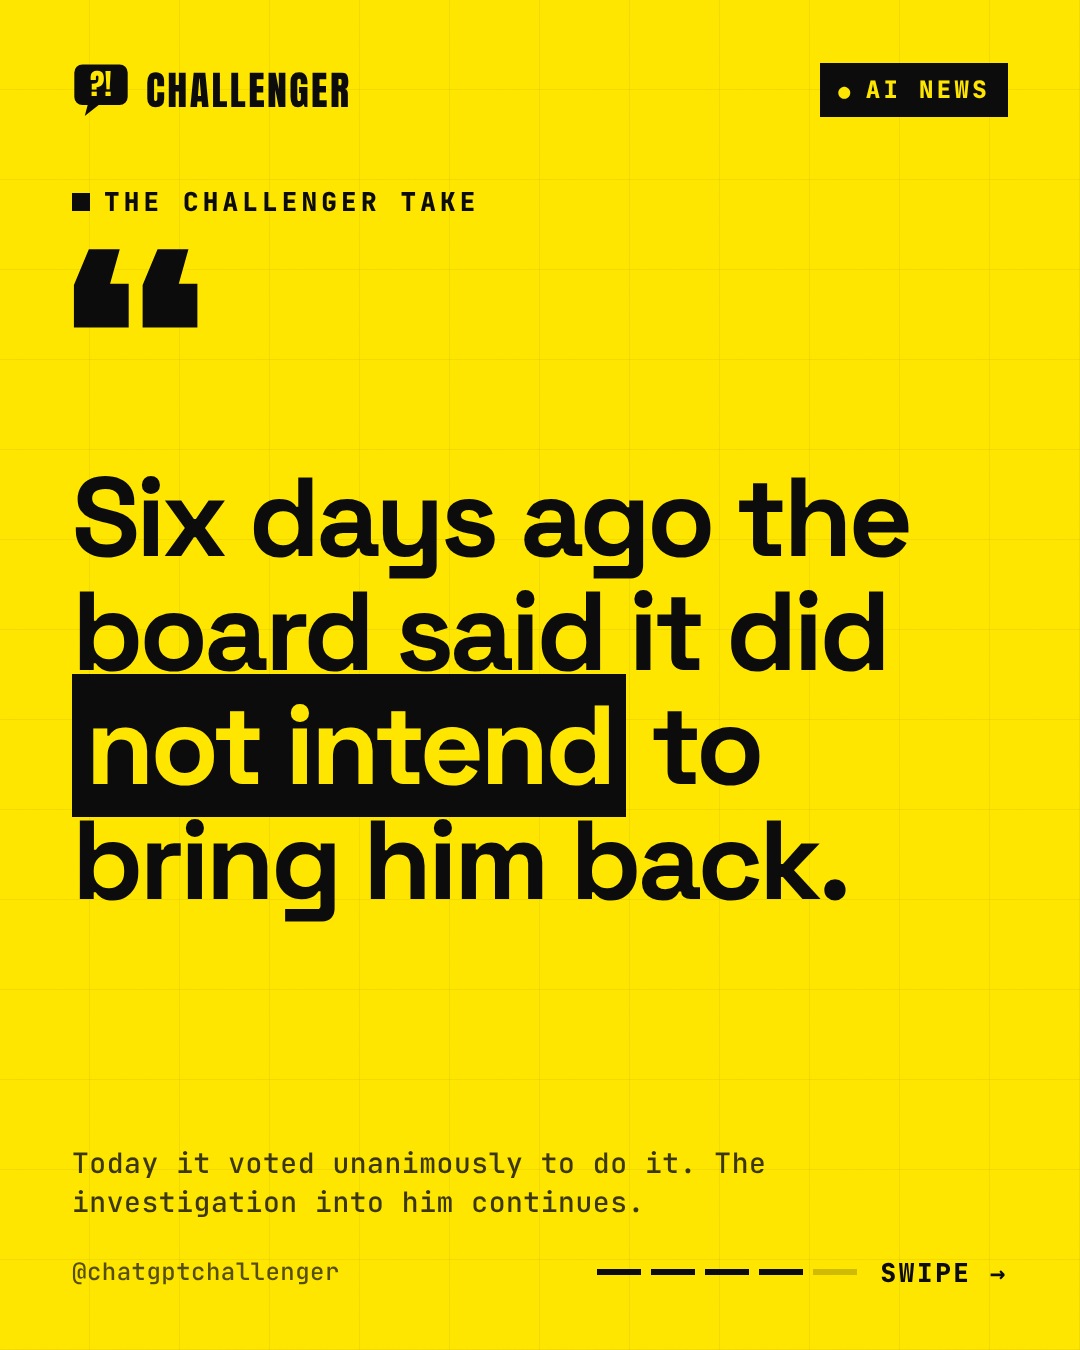 ?! CHALLENGER
● AI NEWS
■ THE CHALLENGER TAKE
“
Six days ago the
board said it did
not intend to
bring him back.
Today it voted unanimously to do it. The
investigation into him continues.
@chatgptchallenger
SWIPE →